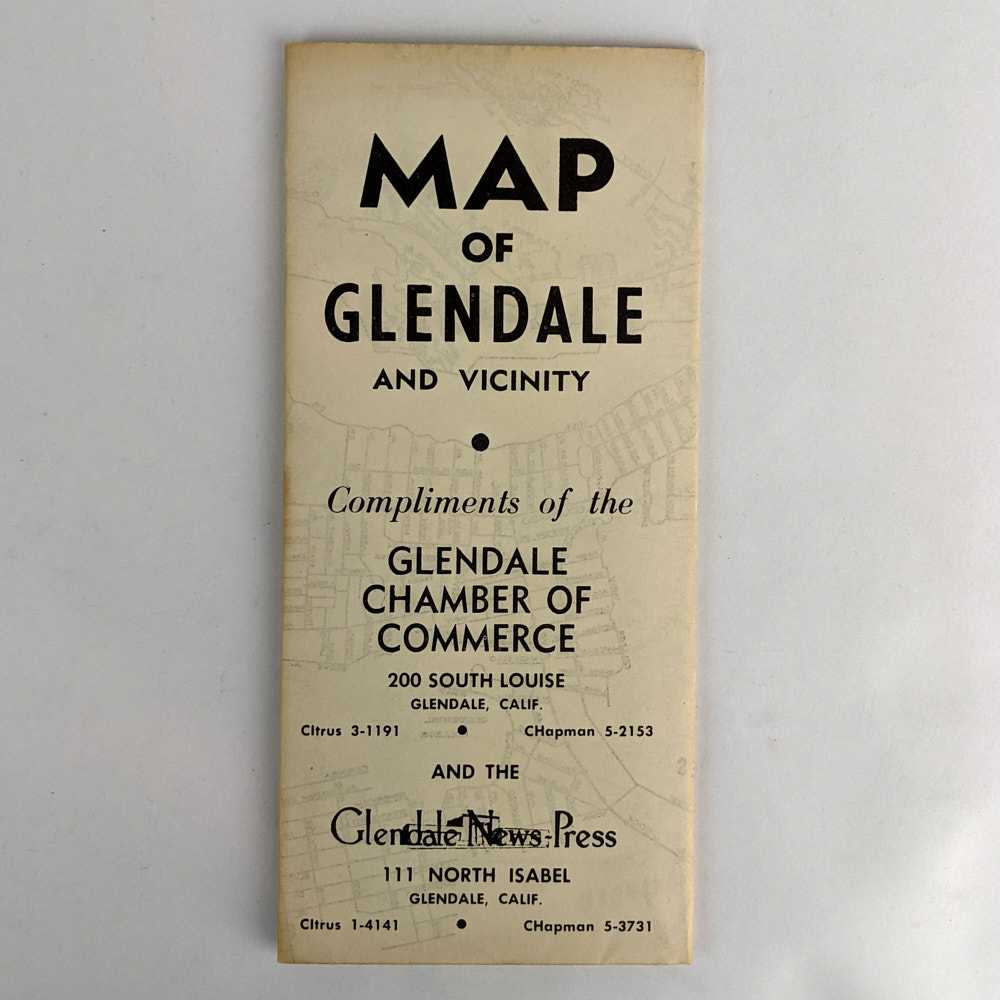 MAP
OF
GLENDALE
AND VICINITY
•
Compliments of the
GLENDALE
CHAMBER OF
COMMERCE
200 SOUTH LOUISE
GLENDALE, CALIF.
CItrus 3-1191 • CHapman 5-2153
AND THE
Glendale News-Press
111 NORTH ISABEL
GLENDALE, CALIF.
CItrus 1-4141 • CHapman 5-3731